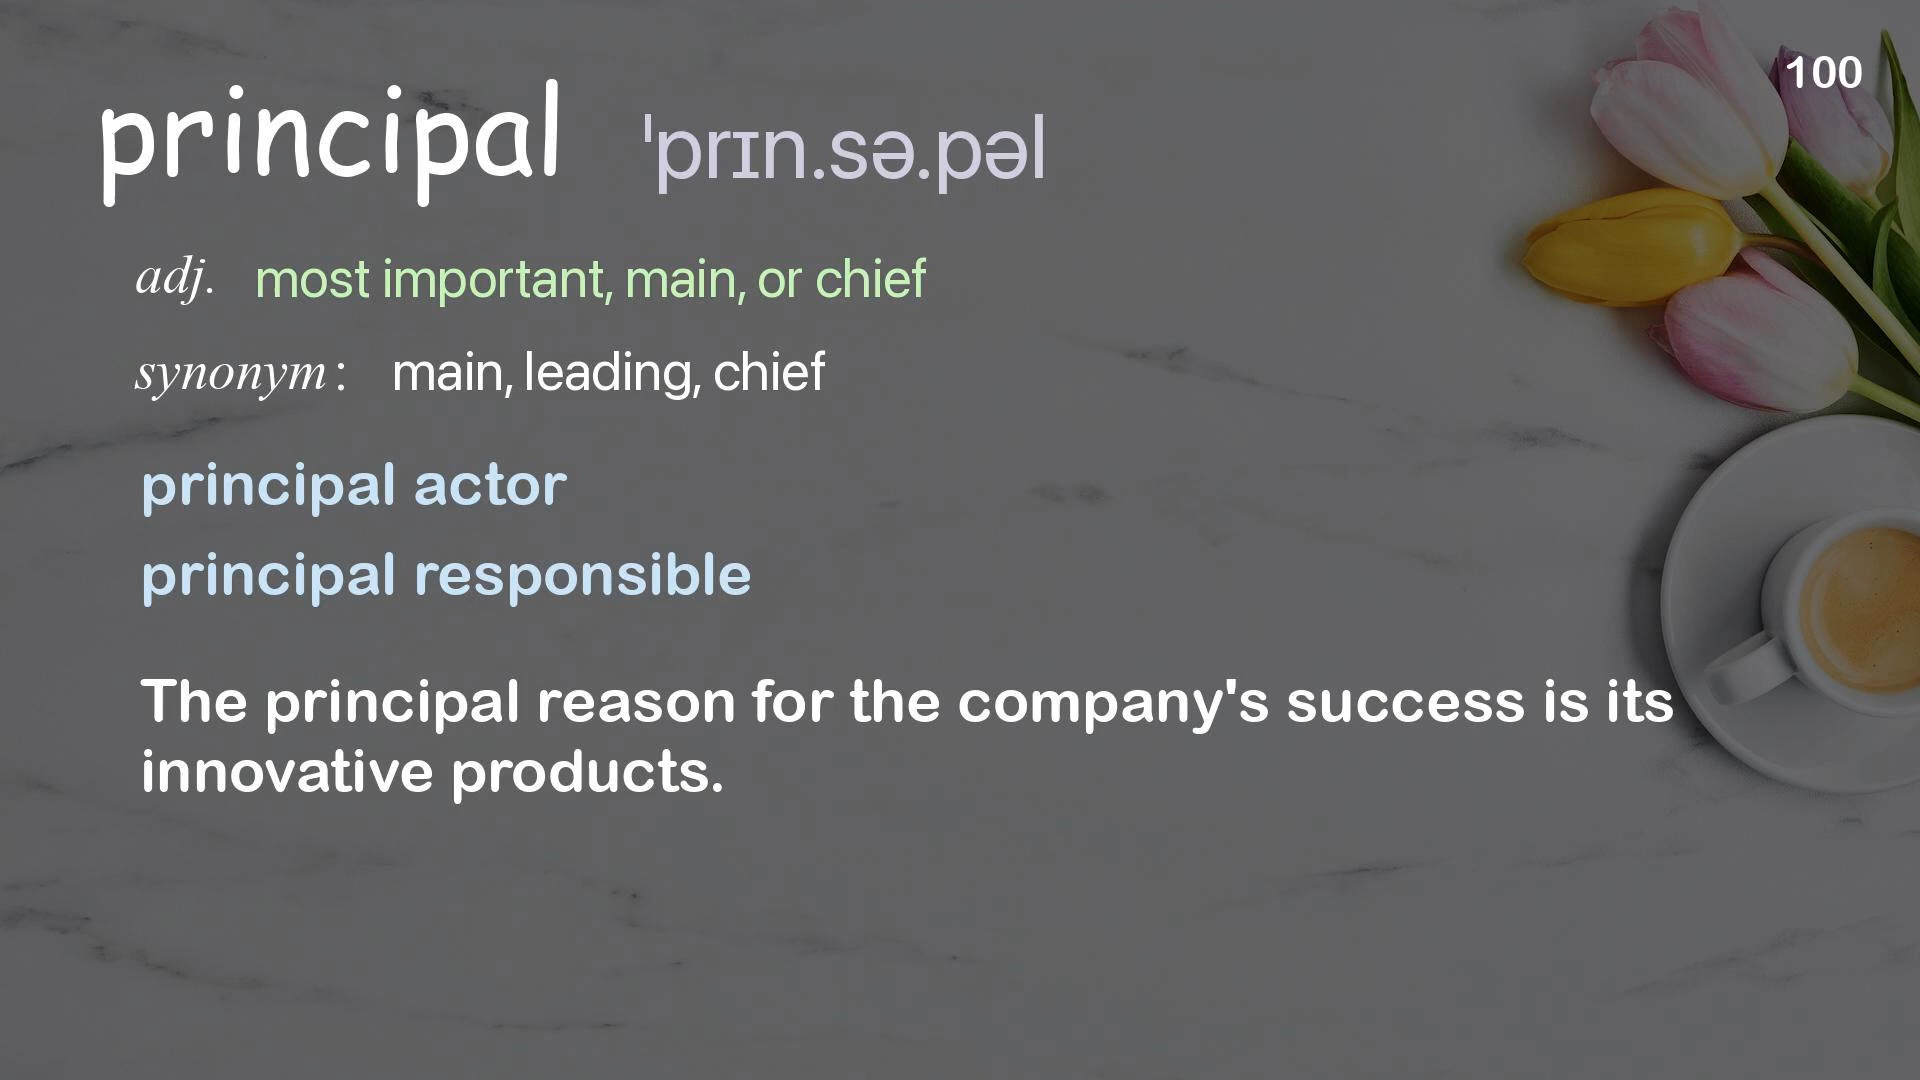 100
principal ˈprɪn.sə.pəl
adj. most important, main, or chief
synonym: main, leading, chief
principal actor
principal responsible
The principal reason for the company's success is its
innovative products.